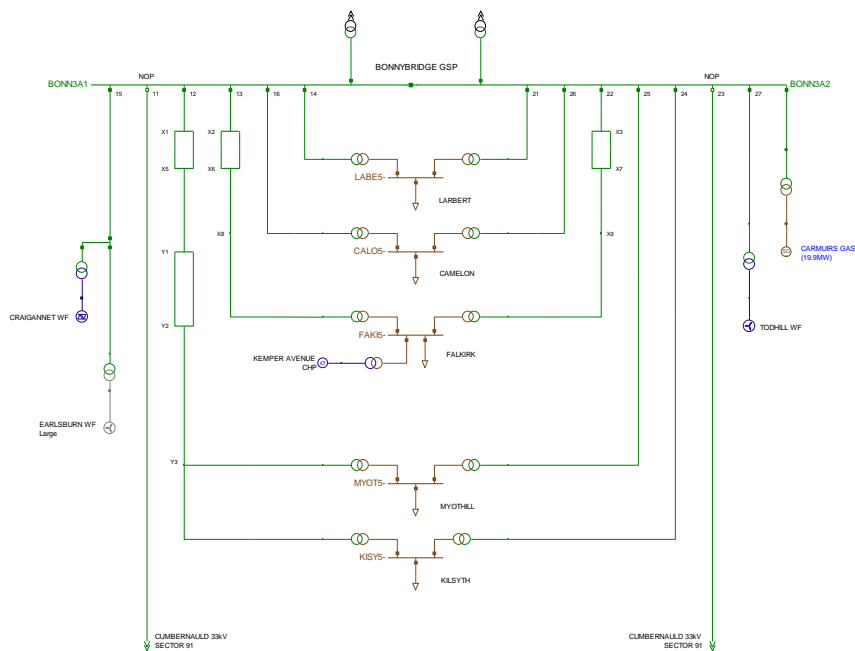 BONNYBRIDGE GSP
NOP
NOP
BONN3A1
BONN3A2
15
11
12
13
16
14
21
26
22
25
24
23
27
X1
X2
X3
X5
X6
X7
LABE5-
LARBERT
X8
X9
CALO5-
CAMELON
Y1
CARMUIRS GAS
(19.9MW)
CRAIGANNET WF
Y2
FAKI5-
FALKIRK
TODHILL WF
KEMPER AVENUE
CHP
EARLSBURN WF
Large
Y3
MYOT5-
MYOTHILL
KISY5-
KILSYTH
CUMBERNAULD 33kV
SECTOR 91
CUMBERNAULD 33kV
SECTOR 91